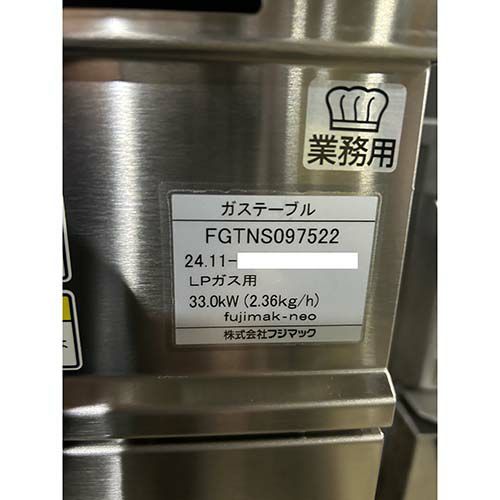 業務用
ガステーブル
FGTNS097522
24.11-
LPガス用
33.0kW (2.36kg/h)
fujimak-neo
株式会社フジマック